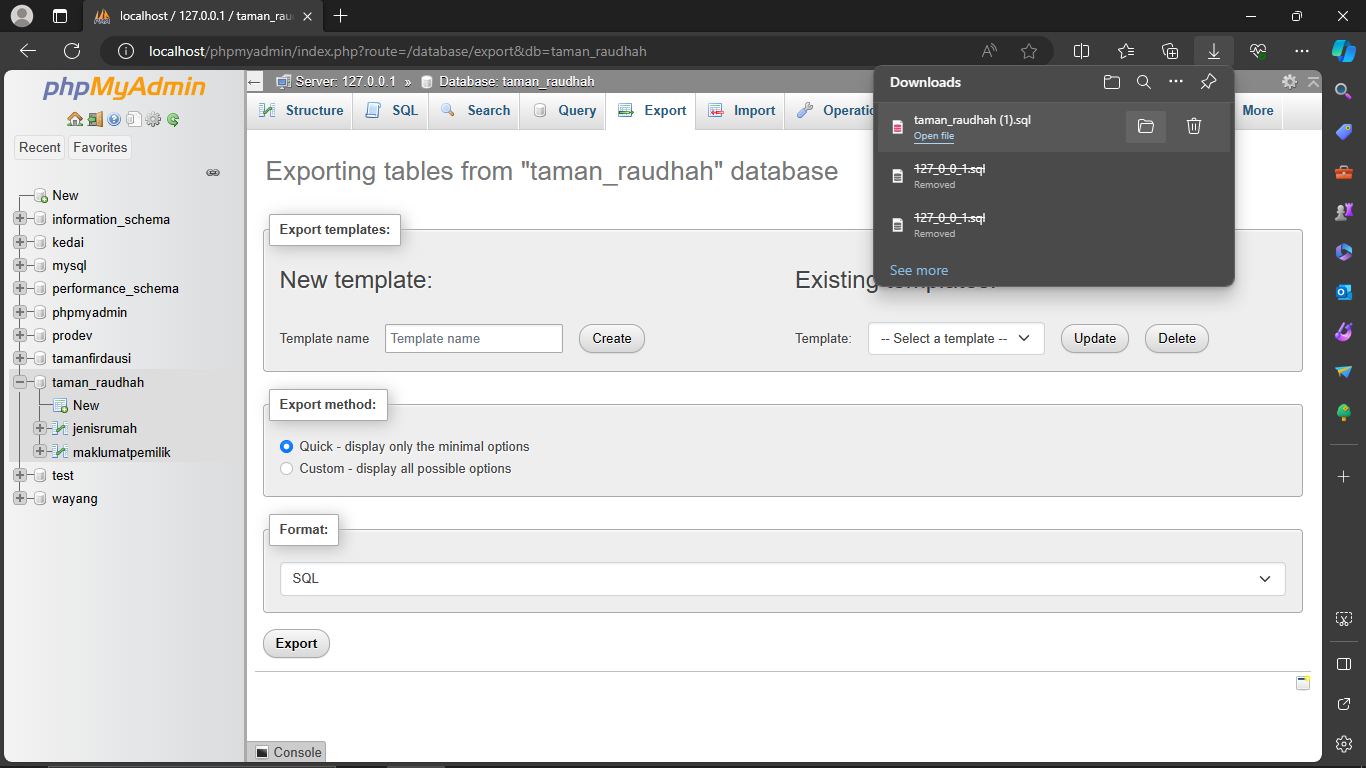 localhost / 127.0.0.1 / taman_rau
localhost/phpmyadmin/index.php?route=/database/export&db=taman_raudhah
phpMyAdmin
Recent
Favorites
New
information_schema
kedai
mysql
performance_schema
phpmyadmin
prodev
tamanfirdausi
taman_raudhah
New
jenisrumah
maklumatpemilik
test
wayang
Server: 127.0.0.1 » Database: taman_raudhah
Structure SQL Search Query Export Import Operatio More
Downloads
taman_raudhah (1).sql
Open file
127_0_0_1.sql
Removed
127_0_0_1.sql
Removed
See more
Exporting tables from "taman_raudhah" database
Export templates:
New template:
Template name Template name Create
Existing templates:
Template: -- Select a template -- Update Delete
Export method:
Quick - display only the minimal options
Custom - display all possible options
Format:
SQL
Export
Console